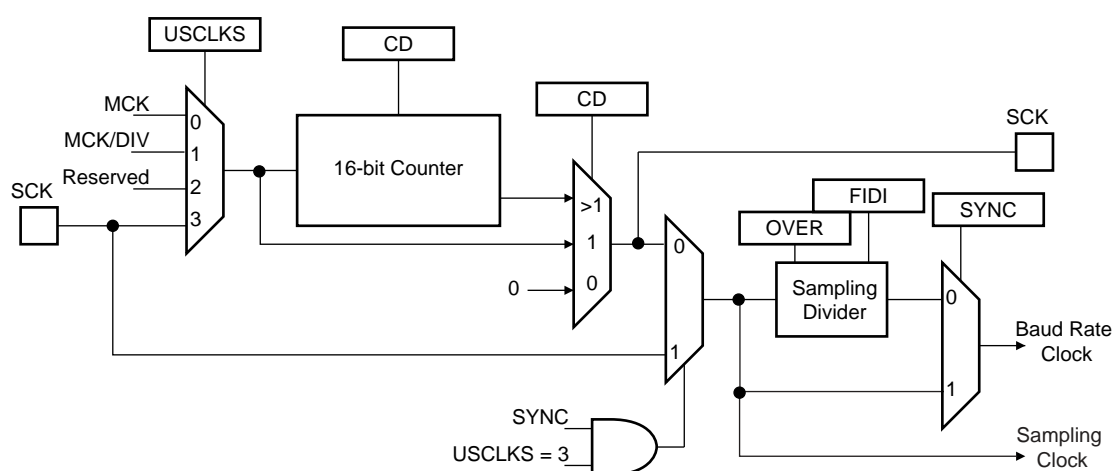 USCLKS
CD
CD
MCK
MCK/DIV
Reserved
SCK
0
1
2
3
16-bit Counter
SCK
>1
1
0
0
FIDI
OVER
SYNC
0
1
Sampling
Divider
0
1
Baud Rate
Clock
SYNC
USCLKS = 3
Sampling
Clock